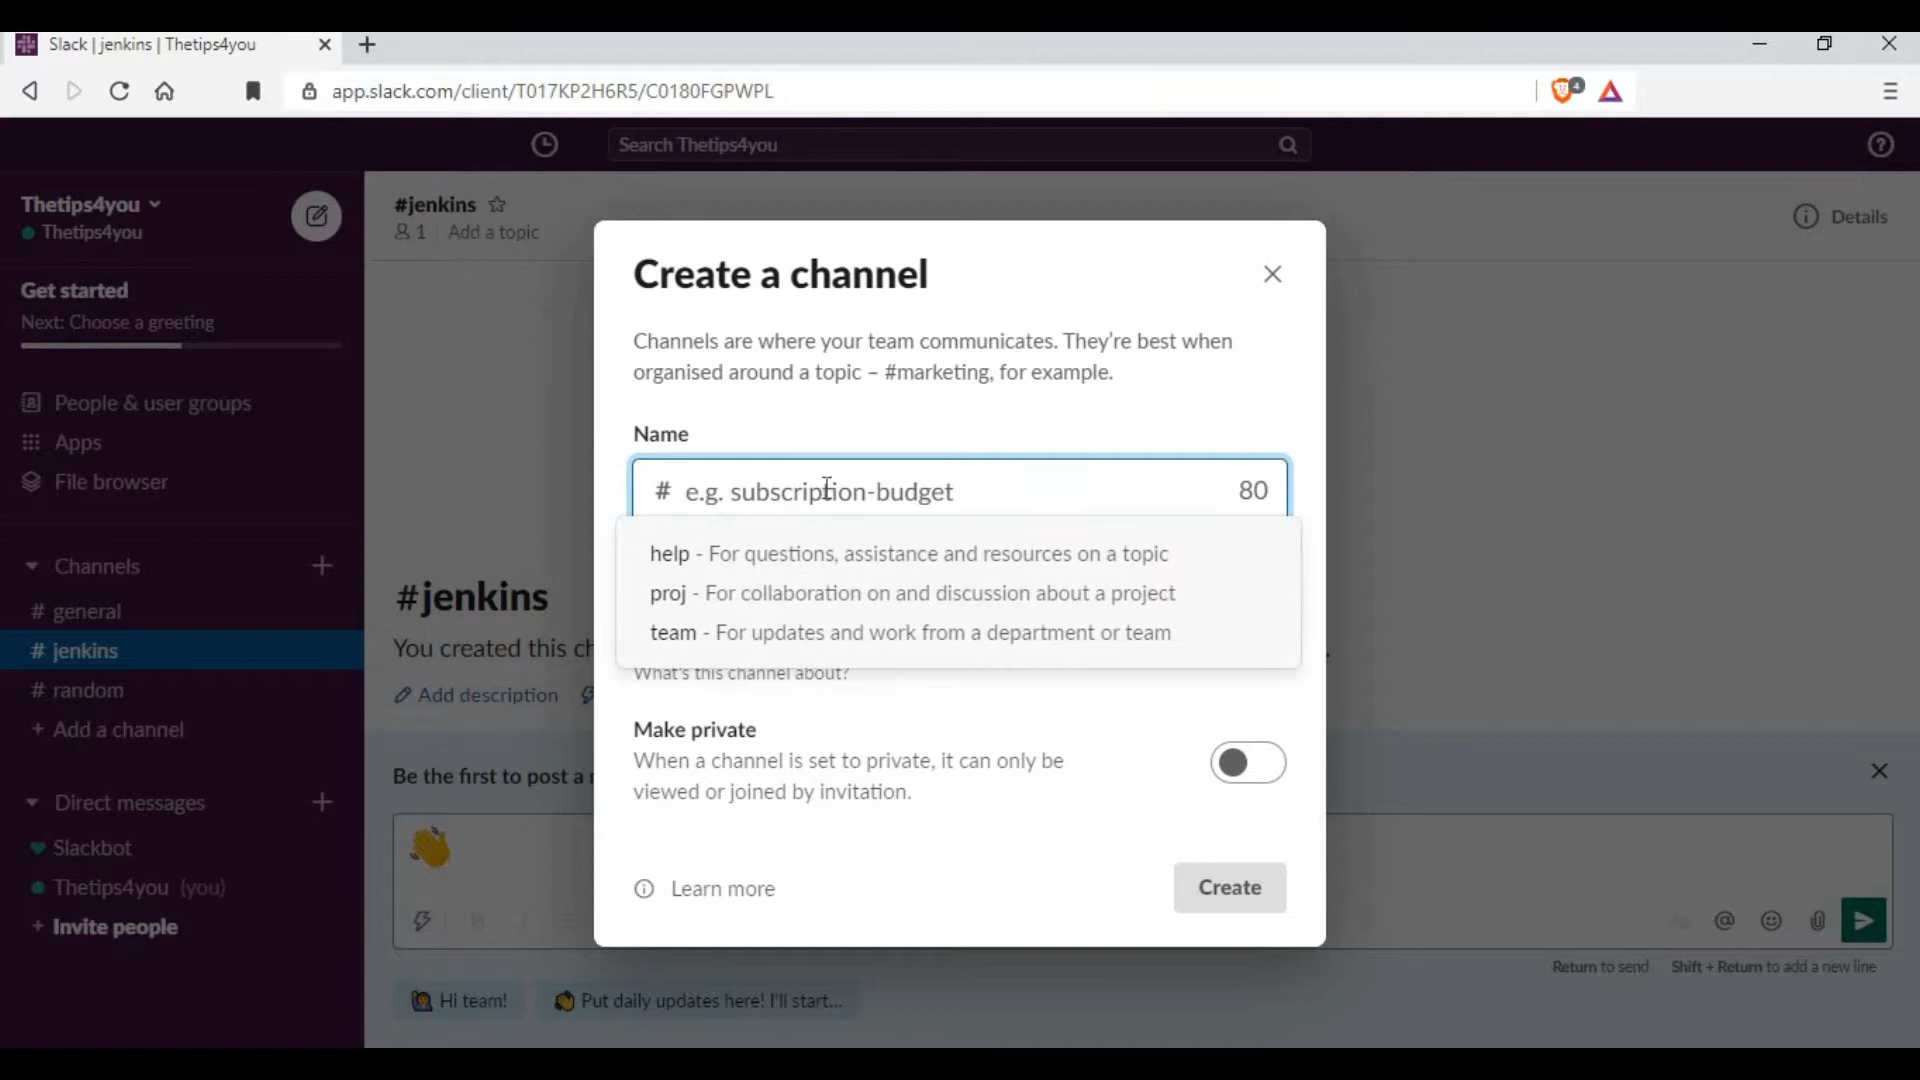 Slack | jenkins | Thetips4you
app.slack.com/client/T017KP2H6R5/C0180FGPWPL
4
Search Thetips4you
Thetips4you
Thetips4you
Get started
Next: Choose a greeting
People & user groups
Apps
File browser
Channels
# general
# jenkins
# random
+ Add a channel
Direct messages
Slackbot
Thetips4you (you)
+ Invite people
#jenkins
1 | Add a topic
Details
#jenkins
You created this ch
Add description
Be the first to post a
Create a channel
Channels are where your team communicates. They're best when
organised around a topic – #marketing, for example.
Name
# e.g. subscription-budget 80
help - For questions, assistance and resources on a topic
proj - For collaboration on and discussion about a project
team - For updates and work from a department or team
What's this channel about?
Make private
When a channel is set to private, it can only be
viewed or joined by invitation.
Learn more
Create
Return to send Shift + Return to add a new line
Hi team!
Put daily updates here! I'll start...